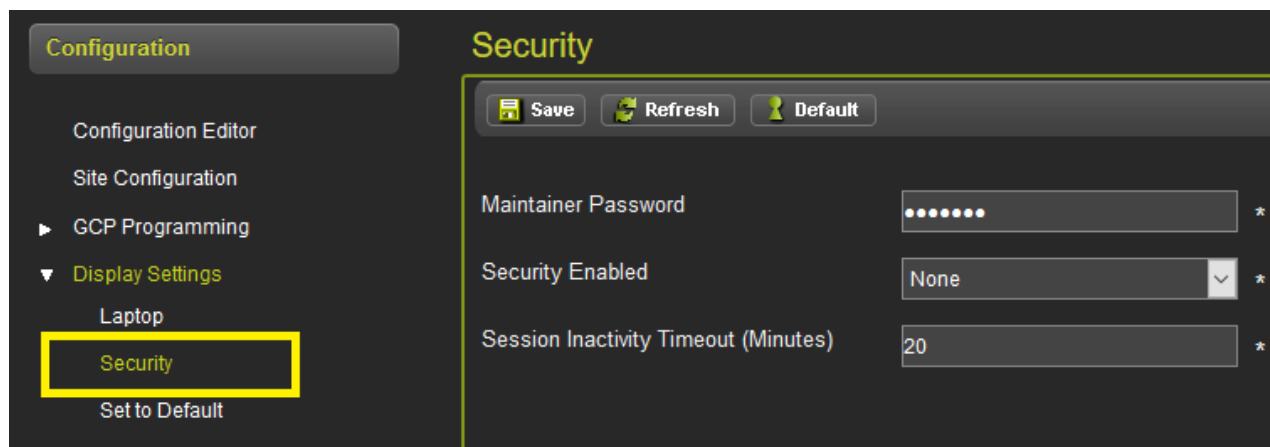 Configuration
Configuration Editor
Site Configuration
GCP Programming
Display Settings
Laptop
Security
Set to Default
Security
Save Refresh Default
Maintainer Password ••••••• *
Security Enabled None *
Session Inactivity Timeout (Minutes) 20 *